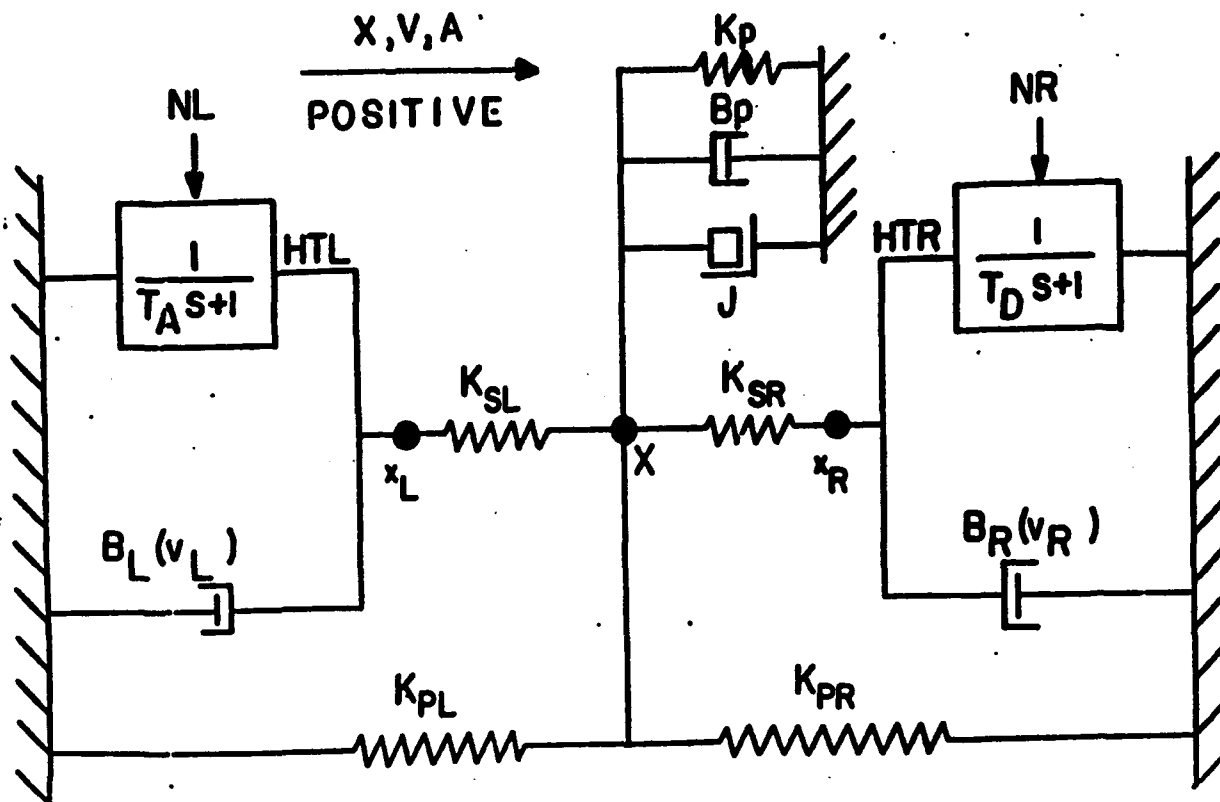 X, V, A
POSITIVE
Kp
Bp
J
NL
1
TA S+1
HTL
NR
1
TD S+1
HTR
KSL
KSR
xL
X
xR
BL (vL)
BR (vR)
KPL
KPR